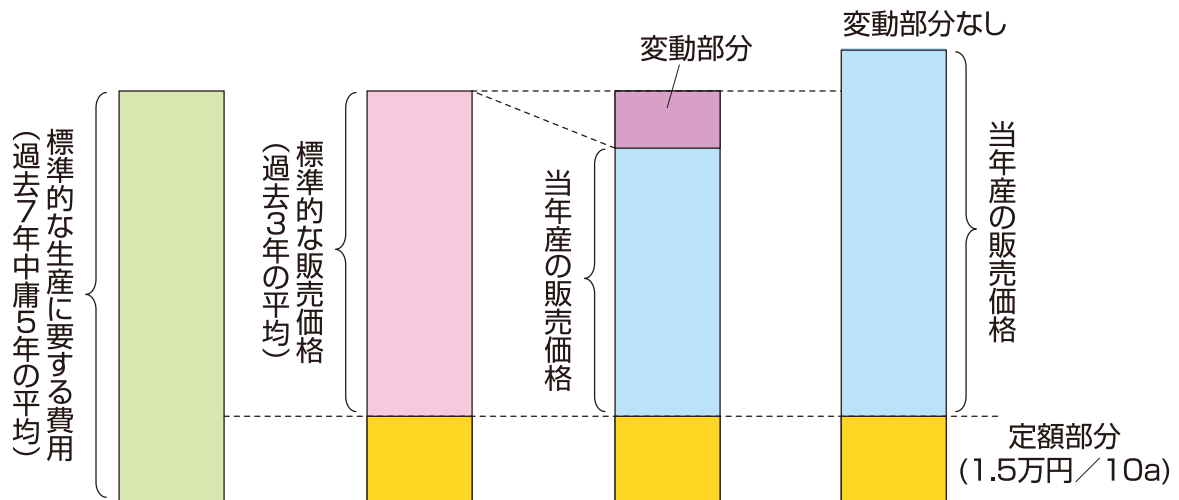 標準的な生産に要する費用
（過去7年中庸5年の平均）
標準的な販売価格
（過去3年の平均）
変動部分
当年産の販売価格
変動部分なし
当年産の販売価格
定額部分
(1.5万円／10a)